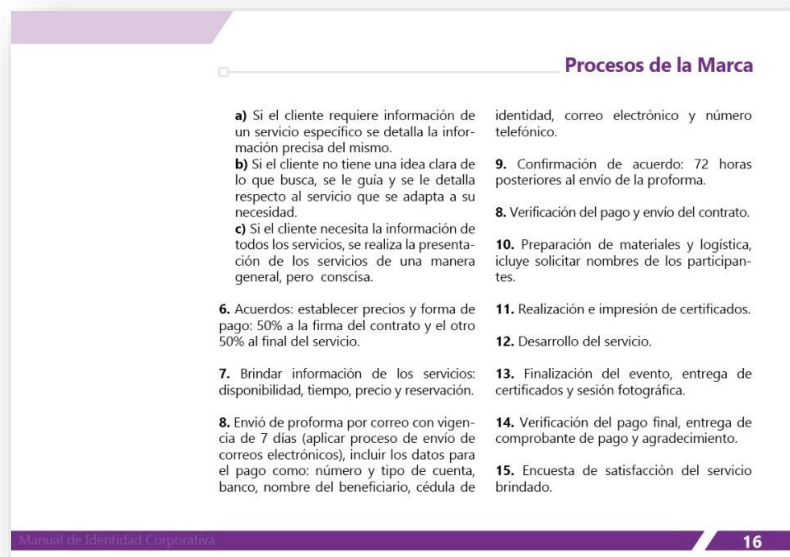 Procesos de la Marca
a) Si el cliente requiere información de
un servicio específico se detalla la infor-
mación precisa del mismo.
b) Si el cliente no tiene una idea clara de
lo que busca, se le guía y se le detalla
respecto al servicio que se adapta a su
necesidad.
c) Si el cliente necesita la información de
todos los servicios, se realiza la presenta-
ción de los servicios de una manera
general, pero conscisa.
6. Acuerdos: establecer precios y forma de
pago: 50% a la firma del contrato y el otro
50% al final del servicio.
7. Brindar información de los servicios:
disponibilidad, tiempo, precio y reservación.
8. Envió de proforma por correo con vigen-
cia de 7 días (aplicar proceso de envío de
correos electrónicos), incluir los datos para
el pago como: número y tipo de cuenta,
banco, nombre del beneficiario, cédula de
identidad, correo electrónico y número
telefónico.
9. Confirmación de acuerdo: 72 horas
posteriores al envío de la proforma.
8. Verificación del pago y envío del contrato.
10. Preparación de materiales y logística,
icluye solicitar nombres de los participan-
tes.
11. Realización e impresión de certificados.
12. Desarrollo del servicio.
13. Finalización del evento, entrega de
certificados y sesión fotográfica.
14. Verificación del pago final, entrega de
comprobante de pago y agradecimiento.
15. Encuesta de satisfacciòn del servicio
brindado.
Manual de Identidad Corporativa
16